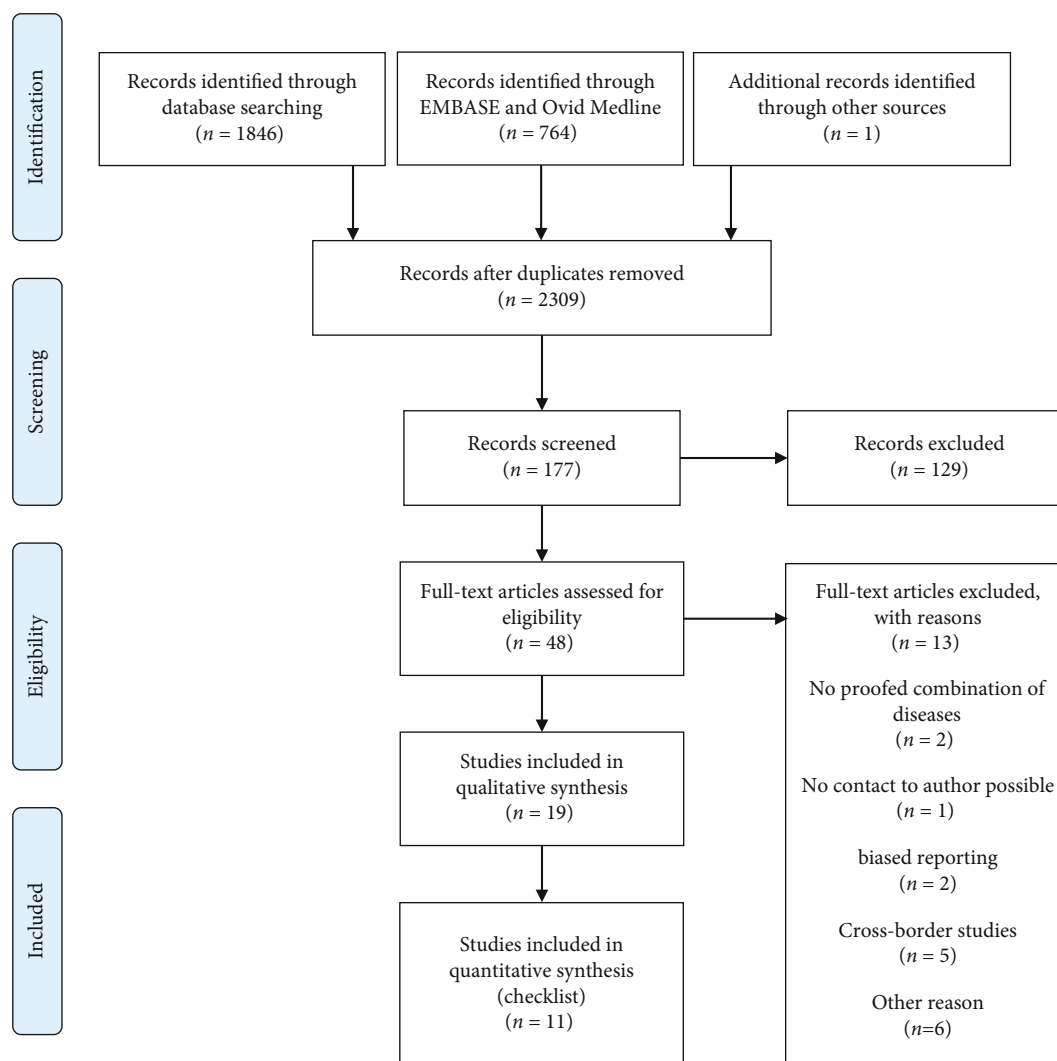 Identification
Records identified through
database searching
(n = 1846)
Records identified through
EMBASE and Ovid Medline
(n = 764)
Additional records identified
through other sources
(n = 1)
Records after duplicates removed
(n = 2309)
Screening
Records screened
(n = 177)
Records excluded
(n = 129)
Eligibility
Full-text articles assessed for
eligibility
(n = 48)
Full-text articles excluded,
with reasons
(n = 13)
No proofed combination of
diseases
(n = 2)
No contact to author possible
(n = 1)
biased reporting
(n = 2)
Cross-border studies
(n = 5)
Other reason
(n=6)
Studies included in
qualitative synthesis
(n = 19)
Included
Studies included in
quantitative synthesis
(checklist)
(n = 11)